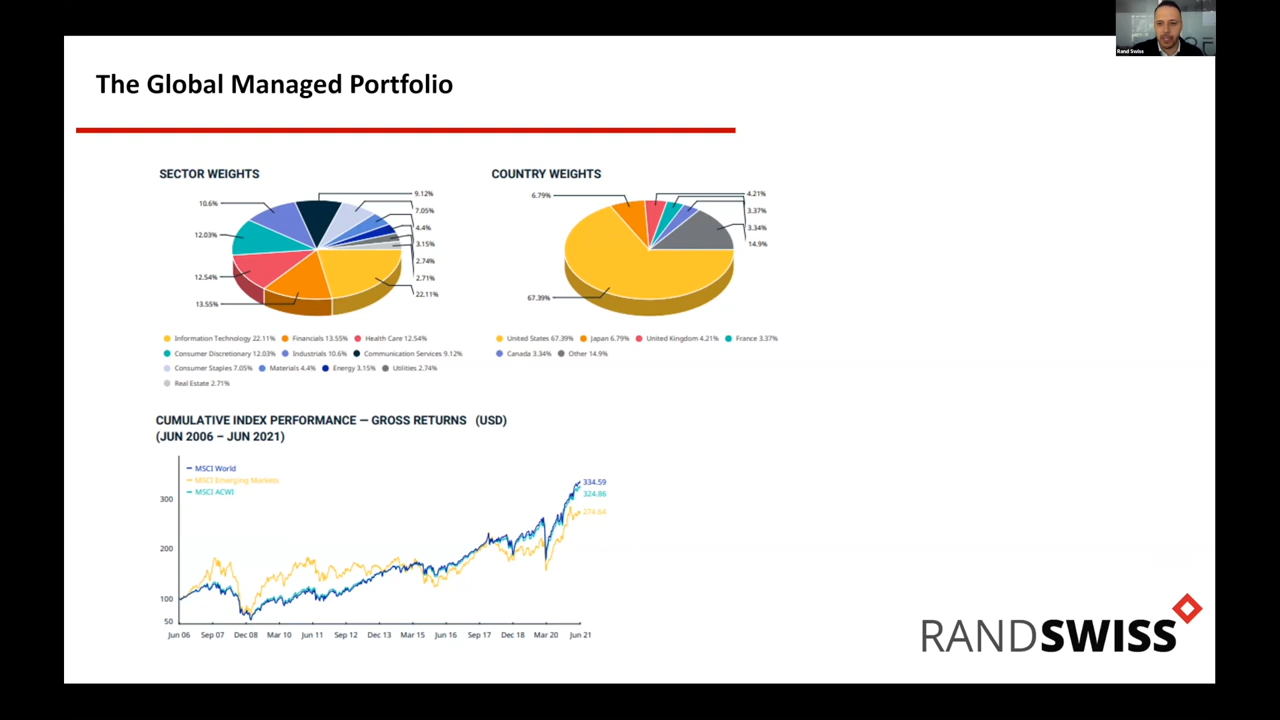 Rand Swiss
The Global Managed Portfolio
SECTOR WEIGHTS
9.12%
10.6%
7.05%
4.4%
12.03%
3.15%
2.74%
12.54%
2.71%
22.11%
13.55%
Information Technology 22.11% Financials 13.55% Health Care 12.54%
Consumer Discretionary 12.03% Industrials 10.6% Communication Services 9.12%
Consumer Staples 7.05% Materials 4.4% Energy 3.15% Utilities 2.74%
Real Estate 2.71%
COUNTRY WEIGHTS
6.79%
4.21%
3.37%
3.34%
14.9%
67.39%
United States 67.39% Japan 6.79% United Kingdom 4.21% France 3.37%
Canada 3.34% Other 14.9%
CUMULATIVE INDEX PERFORMANCE — GROSS RETURNS (USD)
(JUN 2006 – JUN 2021)
MSCI World
MSCI Emerging Markets
MSCI ACWI
334.59
324.86
274.64
300
200
100
50
Jun 06 Sep 07 Dec 08 Mar 10 Jun 11 Sep 12 Dec 13 Mar 15 Jun 16 Sep 17 Dec 18 Mar 20 Jun 21
RANDSWISS